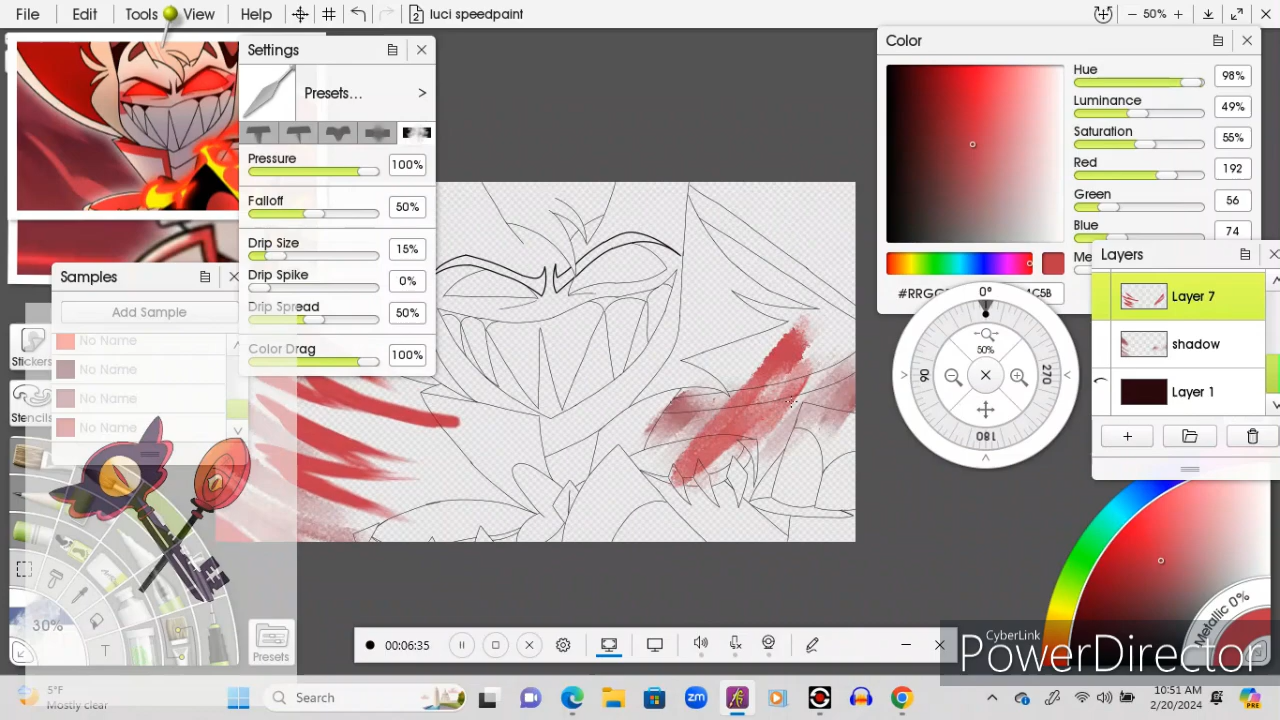 File Edit Tools View Help 2 luci speedpaint 50%
Settings
Presets...
Pressure 100%
Falloff 50%
Drip Size 15%
Drip Spike 0%
Drip Spread 50%
Color Drag 100%
Samples
Add Sample
No Name
No Name
No Name
No Name
Stickers
Stencils
30%
T
Presets
Color
Hue 98%
Luminance 49%
Saturation 55%
Red 192
Green 56
Blue 74
Layers
Layer 7
shadow
Layer 1
0°
50%
90
270
180
Metallic 0%
00:06:35
CyberLink
PowerDirector
5°F
Mostly clear
Search
zm
10:51 AM
2/20/2024